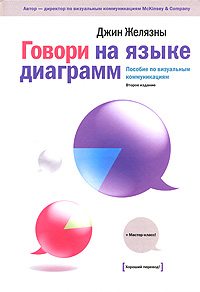 Автор — директор по визуальным коммуникациям McKinsey & Company
Джин Желязны
Говори на языке
диаграмм
Пособие по визуальным
коммуникациям
Второе издание
> Мастер-класс!
[ Хороший перевод! ]